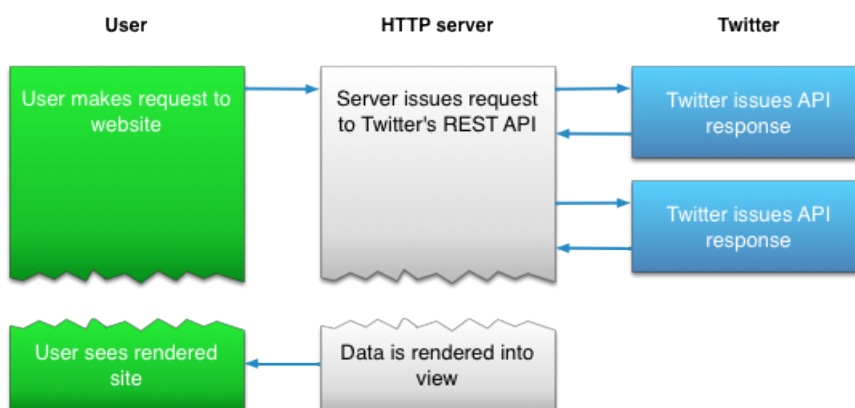 User
HTTP server
Twitter
User makes request to
website
Server issues request
to Twitter's REST API
Twitter issues API
response
Twitter issues API
response
User sees rendered
site
Data is rendered into
view